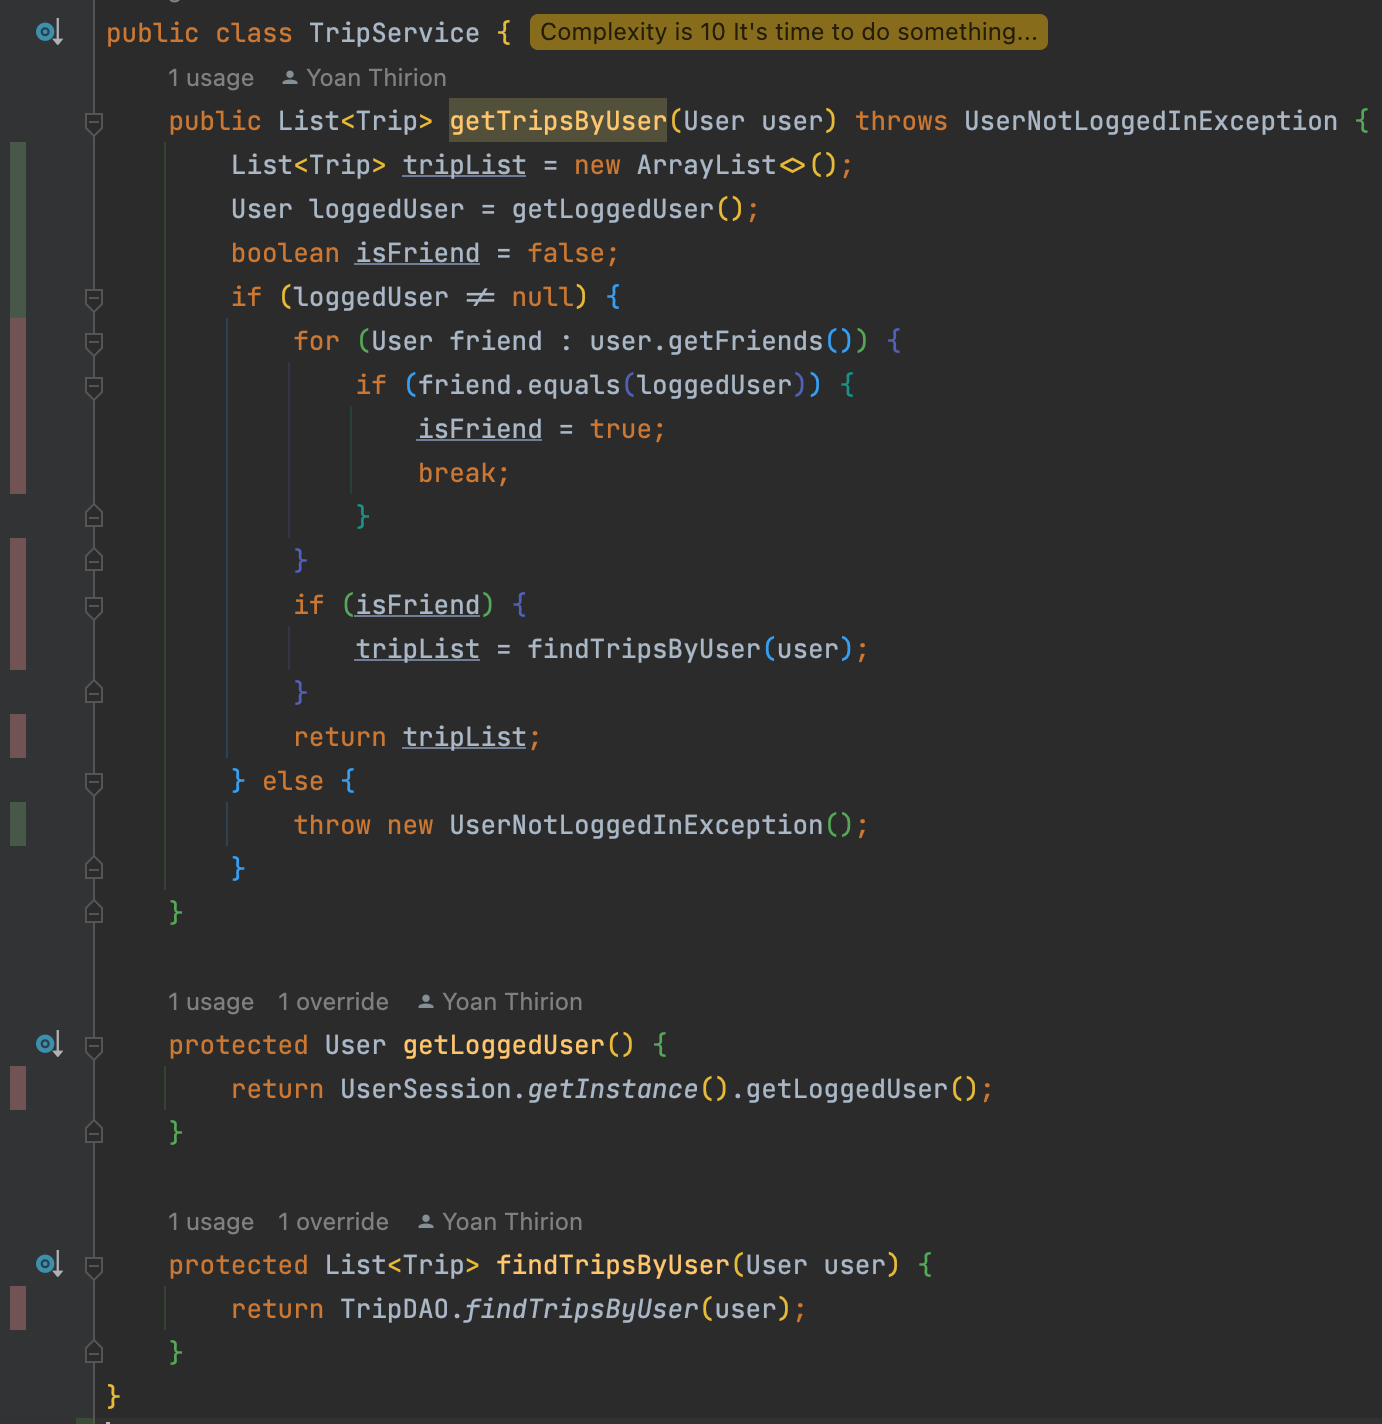 public class TripService { Complexity is 10 It's time to do something...
1 usage Yoan Thirion
public List<Trip> getTripsByUser(User user) throws UserNotLoggedInException {
List<Trip> tripList = new ArrayList<>();
User loggedUser = getLoggedUser();
boolean isFriend = false;
if (loggedUser != null) {
for (User friend : user.getFriends()) {
if (friend.equals(loggedUser)) {
isFriend = true;
break;
}
}
if (isFriend) {
tripList = findTripsByUser(user);
}
return tripList;
} else {
throw new UserNotLoggedInException();
}
}
1 usage 1 override Yoan Thirion
protected User getLoggedUser() {
return UserSession.getInstance().getLoggedUser();
}
1 usage 1 override Yoan Thirion
protected List<Trip> findTripsByUser(User user) {
return TripDAO.findTripsByUser(user);
}
}